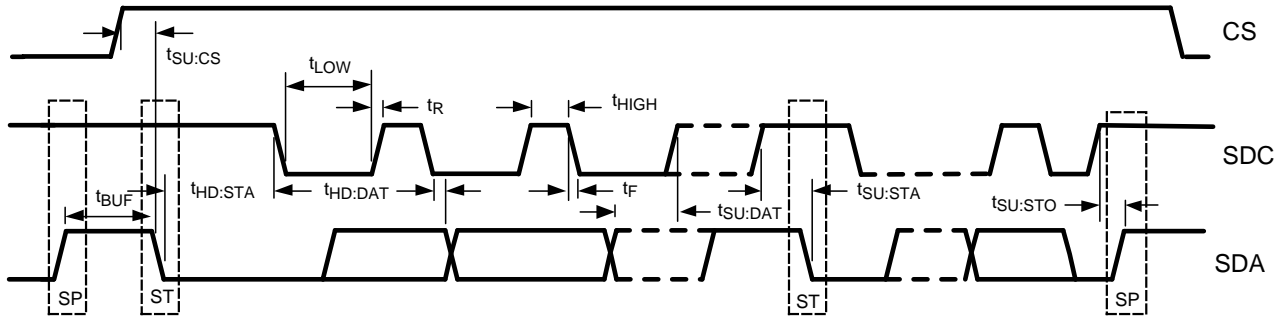 CS
tSU:CS
tLOW
tR
tHIGH
SDC
tHD:STA
tHD:DAT
tF
tSU:DAT
tSU:STA
tSU:STO
tBUF
SDA
SP
ST
ST
SP